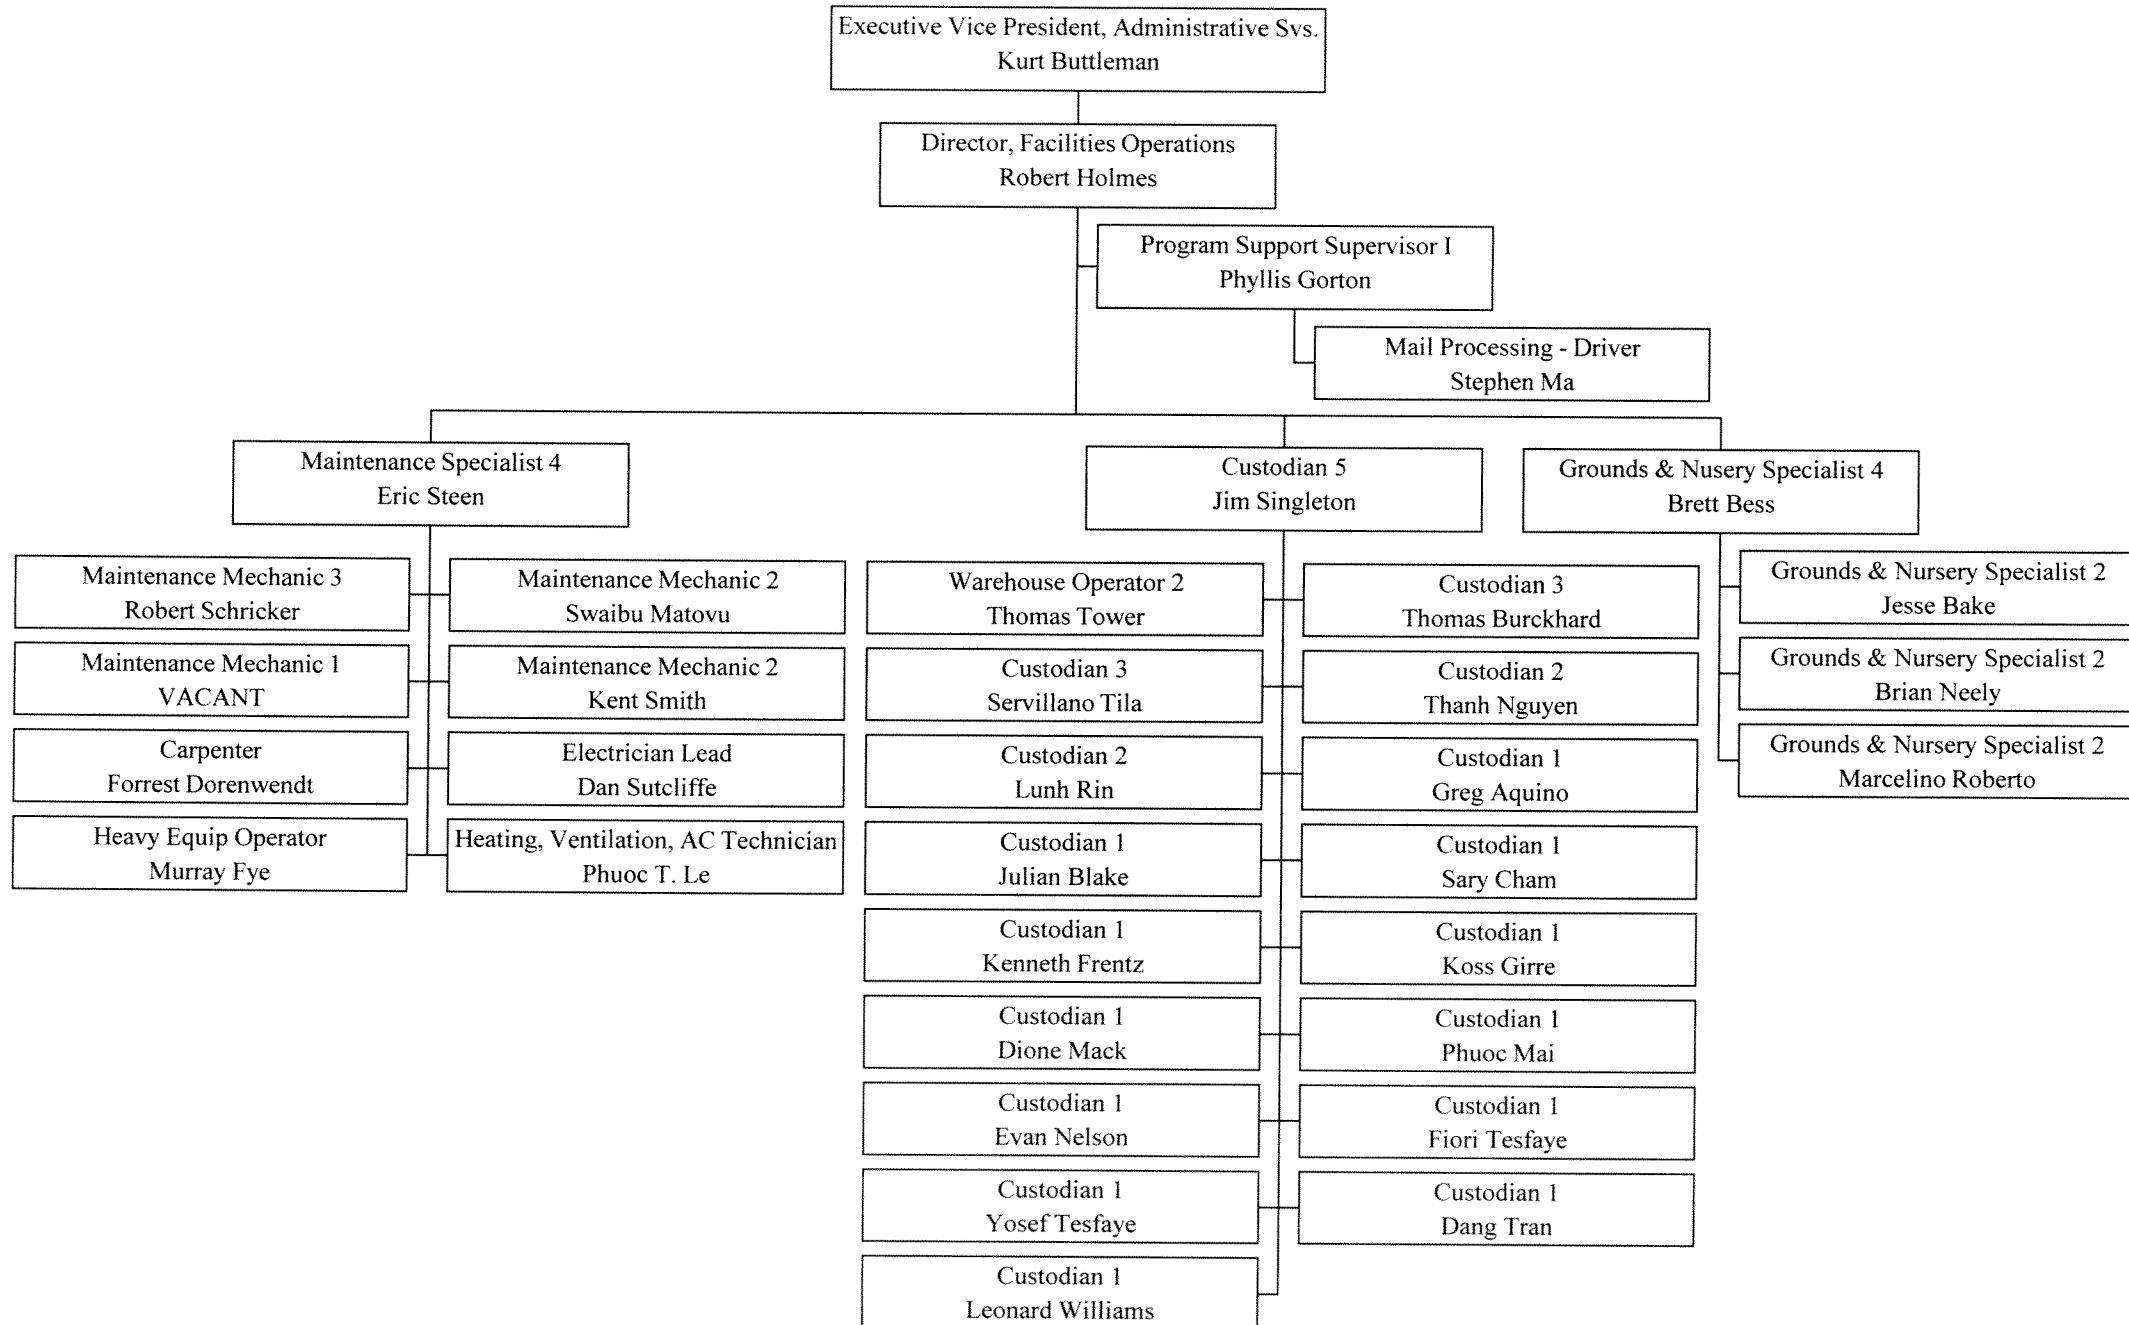 Executive Vice President, Administrative Svs.
Kurt Buttleman
Director, Facilities Operations
Robert Holmes
Program Support Supervisor I
Phyllis Gorton
Mail Processing - Driver
Stephen Ma
Maintenance Specialist 4
Eric Steen
Custodian 5
Jim Singleton
Grounds & Nusery Specialist 4
Brett Bess
Maintenance Mechanic 3
Robert Schricker
Maintenance Mechanic 2
Swaibu Matovu
Maintenance Mechanic 1
VACANT
Maintenance Mechanic 2
Kent Smith
Carpenter
Forrest Dorenwendt
Electrician Lead
Dan Sutcliffe
Heavy Equip Operator
Murray Fye
Heating, Ventilation, AC Technician
Phuoc T. Le
Warehouse Operator 2
Thomas Tower
Custodian 3
Thomas Burckhard
Custodian 3
Servillano Tila
Custodian 2
Thanh Nguyen
Custodian 2
Lunh Rin
Custodian 1
Greg Aquino
Custodian 1
Julian Blake
Custodian 1
Sary Cham
Custodian 1
Kenneth Frentz
Custodian 1
Koss Girre
Custodian 1
Dione Mack
Custodian 1
Phuoc Mai
Custodian 1
Evan Nelson
Custodian 1
Fiori Tesfaye
Custodian 1
Yosef Tesfaye
Custodian 1
Dang Tran
Custodian 1
Leonard Williams
Grounds & Nursery Specialist 2
Jesse Bake
Grounds & Nursery Specialist 2
Brian Neely
Grounds & Nursery Specialist 2
Marcelino Roberto